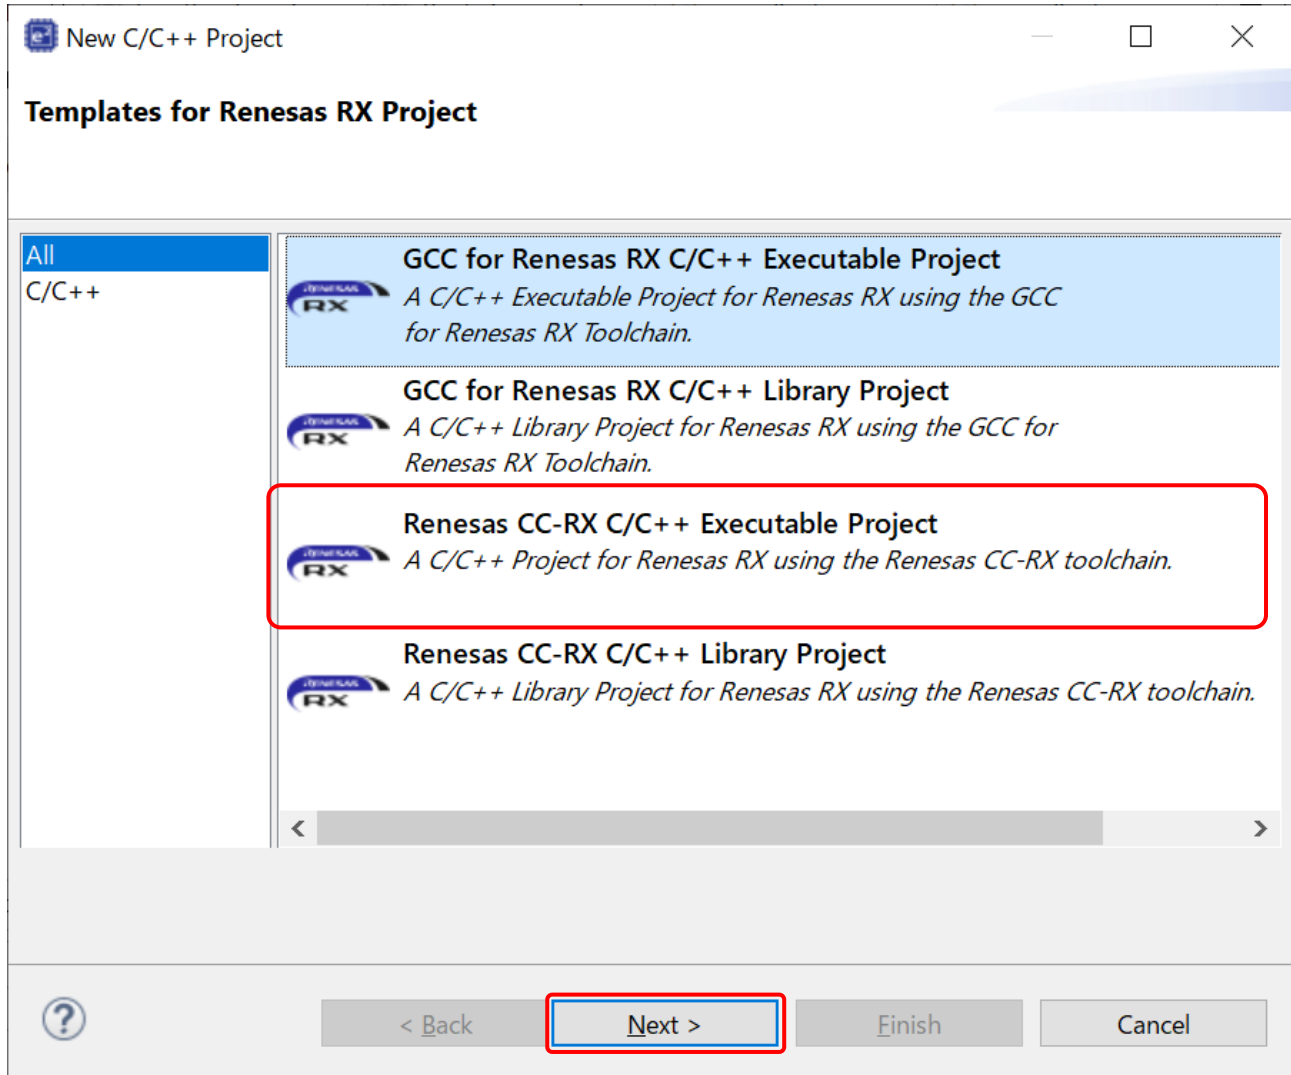 New C/C++ Project
Templates for Renesas RX Project
All
C/C++
GCC for Renesas RX C/C++ Executable Project
A C/C++ Executable Project for Renesas RX using the GCC
for Renesas RX Toolchain.
RENESAS
RX
GCC for Renesas RX C/C++ Library Project
A C/C++ Library Project for Renesas RX using the GCC for
Renesas RX Toolchain.
RENESAS
RX
Renesas CC-RX C/C++ Executable Project
A C/C++ Project for Renesas RX using the Renesas CC-RX toolchain.
RENESAS
RX
Renesas CC-RX C/C++ Library Project
A C/C++ Library Project for Renesas RX using the Renesas CC-RX toolchain.
RENESAS
RX
< Back
Next >
Finish
Cancel